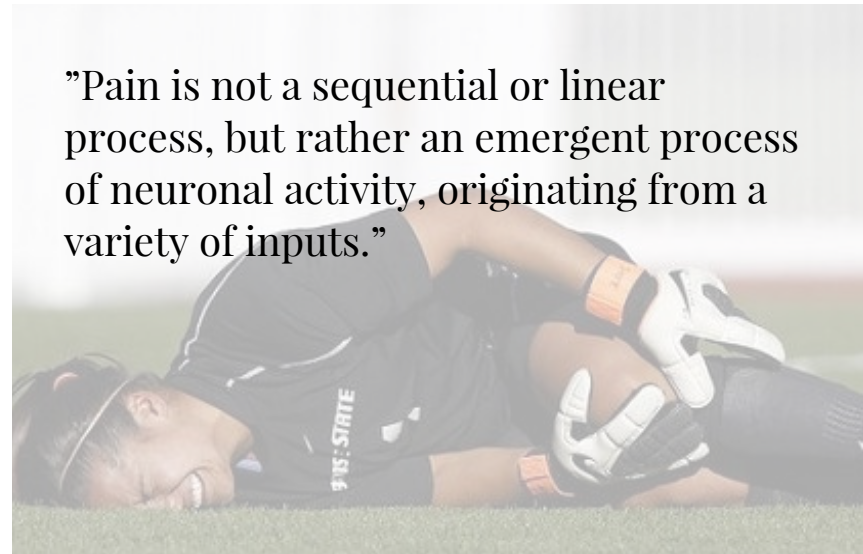 ”Pain is not a sequential or linear
process, but rather an emergent process
of neuronal activity, originating from a
variety of inputs.”
STATE